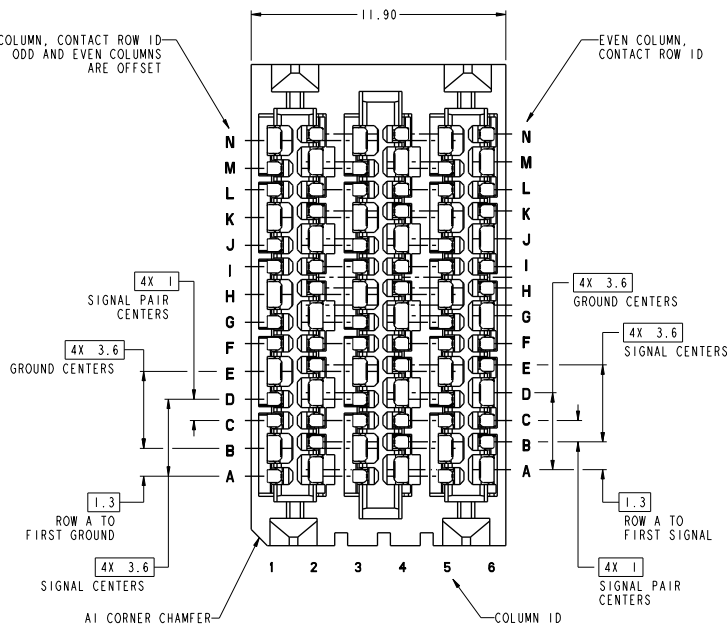 11.90
COLUMN, CONTACT ROW ID
ODD AND EVEN COLUMNS
ARE OFFSET
EVEN COLUMN,
CONTACT ROW ID
N N
M M
L L
K K
J J
I I
H H
G G
F F
E E
D D
C C
B B
A A
4X 1
SIGNAL PAIR
CENTERS
4X 3.6
GROUND CENTERS
1.3
ROW A TO
FIRST GROUND
4X 3.6
SIGNAL CENTERS
4X 3.6
GROUND CENTERS
4X 3.6
SIGNAL CENTERS
1.3
ROW A TO
FIRST SIGNAL
4X 1
SIGNAL PAIR
CENTERS
1 2 3 4 5 6
A1 CORNER CHAMFER
COLUMN ID